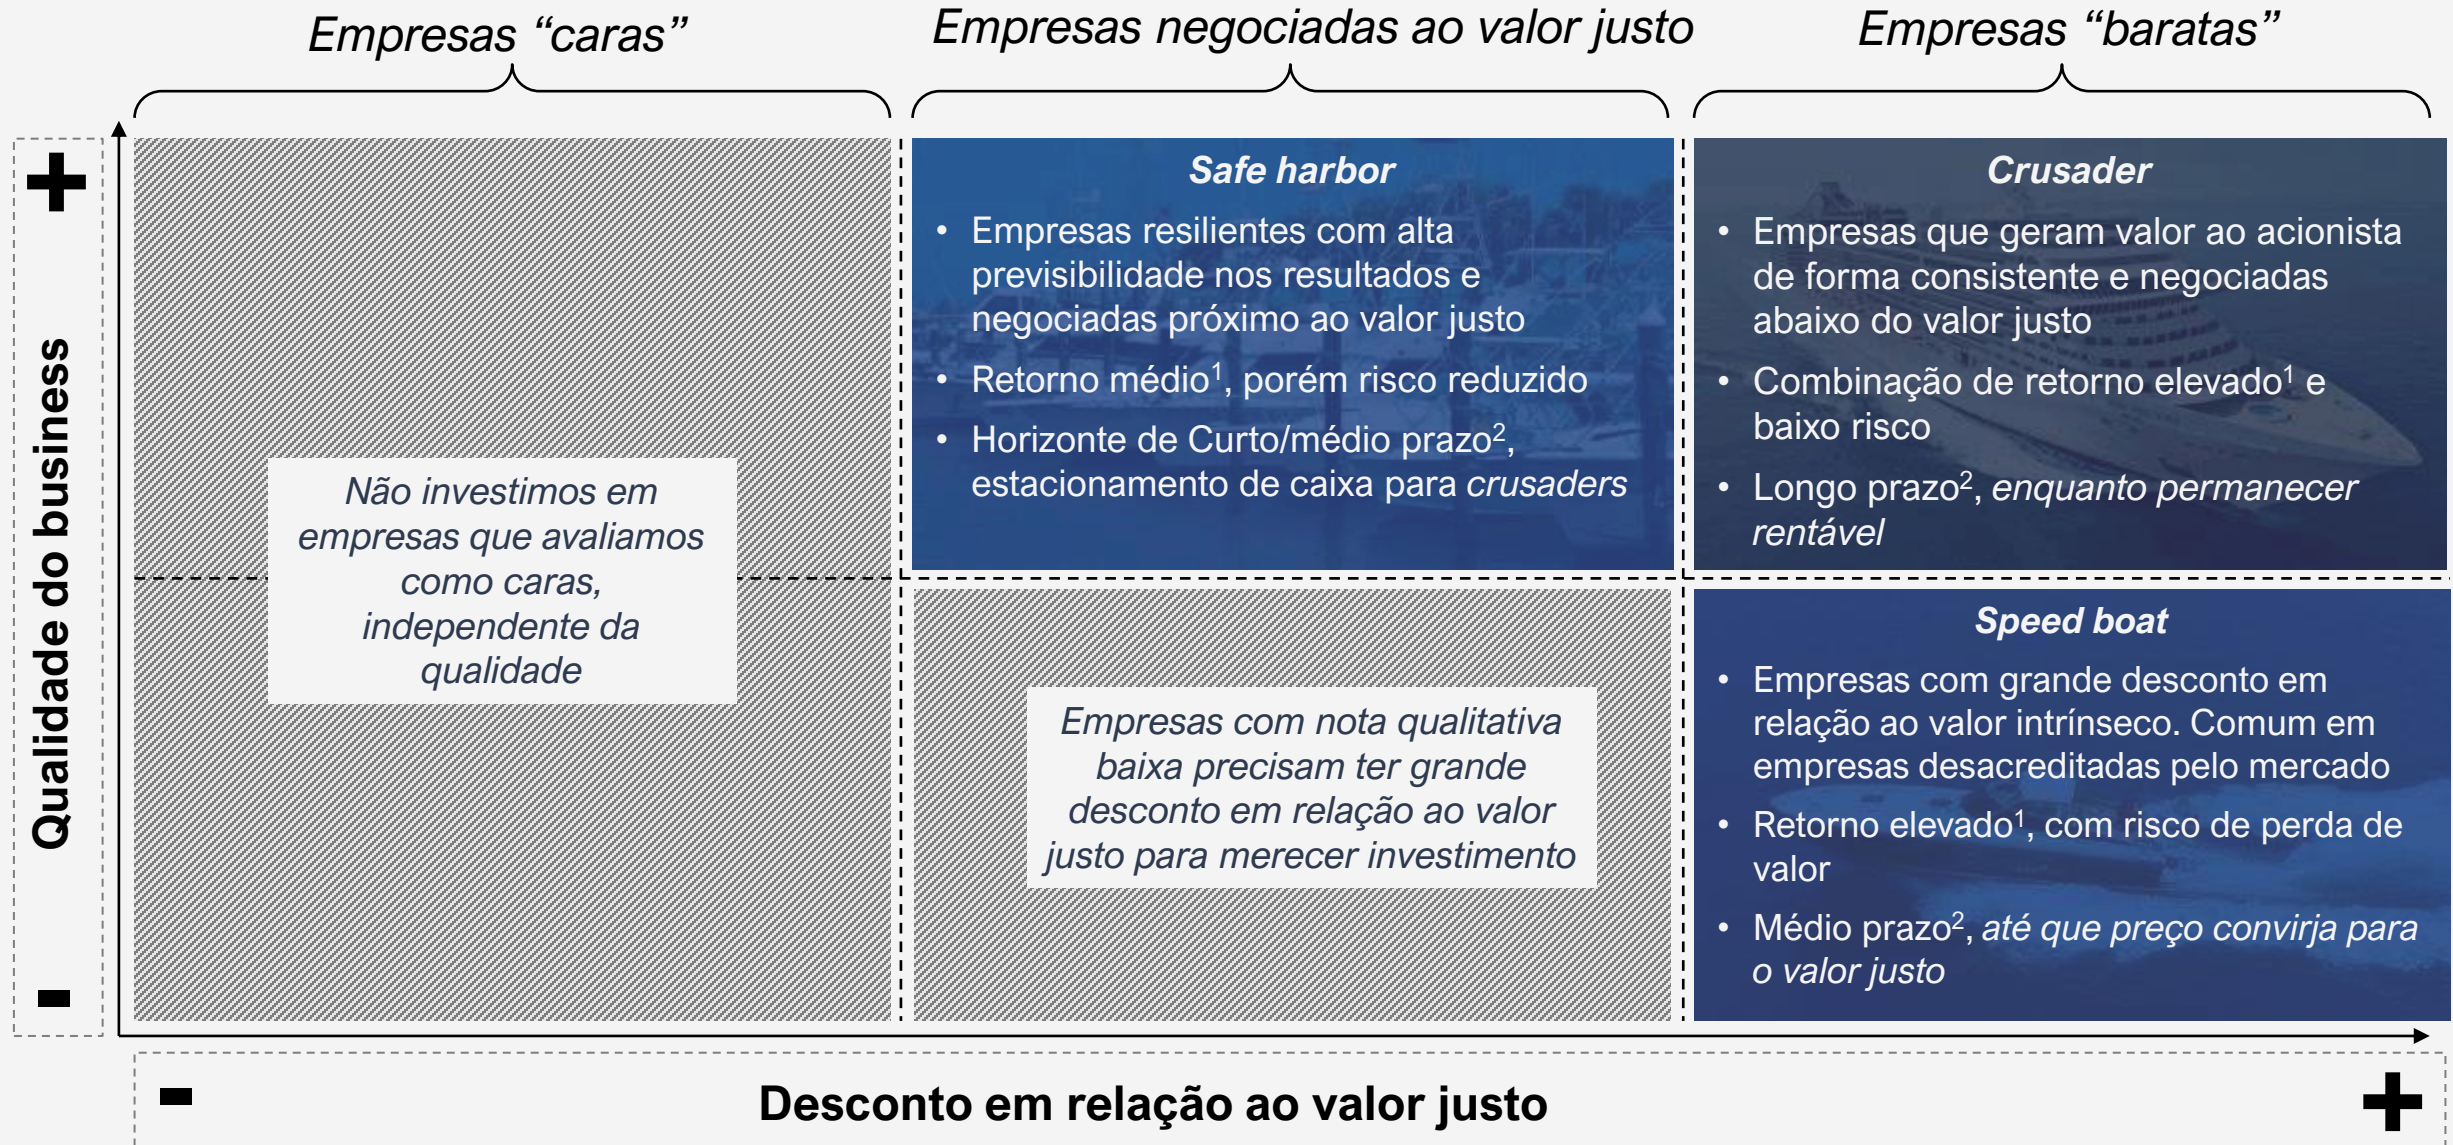 Empresas “caras”
Empresas negociadas ao valor justo
Empresas “baratas”
+
Qualidade do business
-
Não investimos em
empresas que avaliamos
como caras,
independente da
qualidade
Safe harbor
• Empresas resilientes com alta
previsibilidade nos resultados e
negociadas próximo ao valor justo
• Retorno médio¹, porém risco reduzido
• Horizonte de Curto/médio prazo²,
estacionamento de caixa para crusaders
Crusader
• Empresas que geram valor ao acionista
de forma consistente e negociadas
abaixo do valor justo
• Combinação de retorno elevado¹ e
baixo risco
• Longo prazo², enquanto permanecer
rentável
Empresas com nota qualitativa
baixa precisam ter grande
desconto em relação ao valor
justo para merecer investimento
Speed boat
• Empresas com grande desconto em
relação ao valor intrínseco. Comum em
empresas desacreditadas pelo mercado
• Retorno elevado¹, com risco de perda de
valor
• Médio prazo², até que preço convirja para
o valor justo
-
Desconto em relação ao valor justo
+